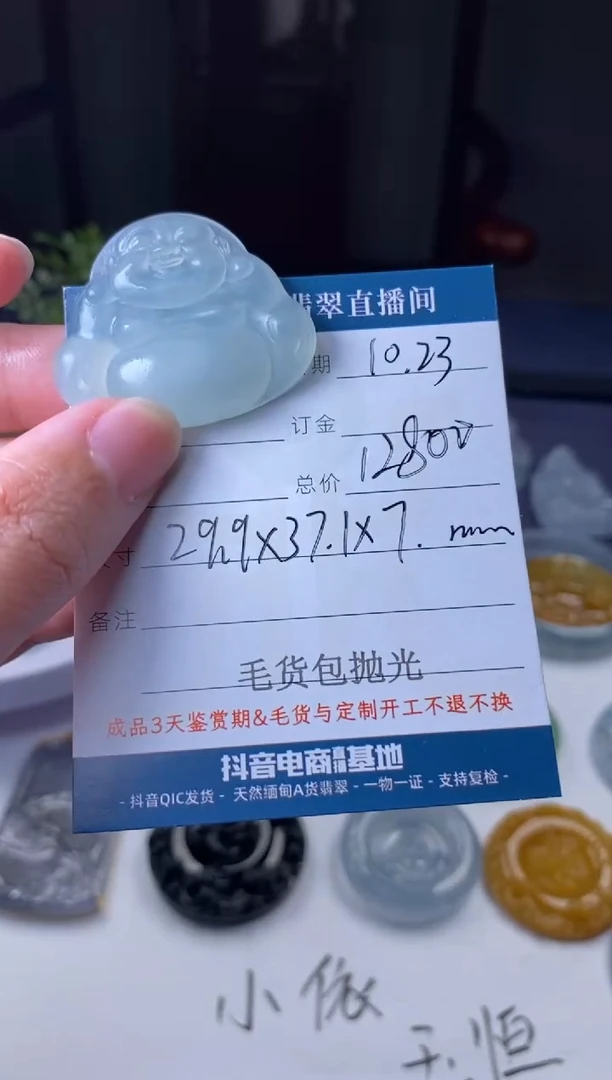 翡翠直播间
期 10.23
订金
总价 12800
寸 29.9x37.1x7. mm
备注
毛货包抛光
成品3天鉴赏期&毛货与定制开工不退不换
抖音电商直播基地
- 抖音QIC发货 - 天然缅甸A货翡翠 - 一物一证 - 支持复检 -
小依
玉恒